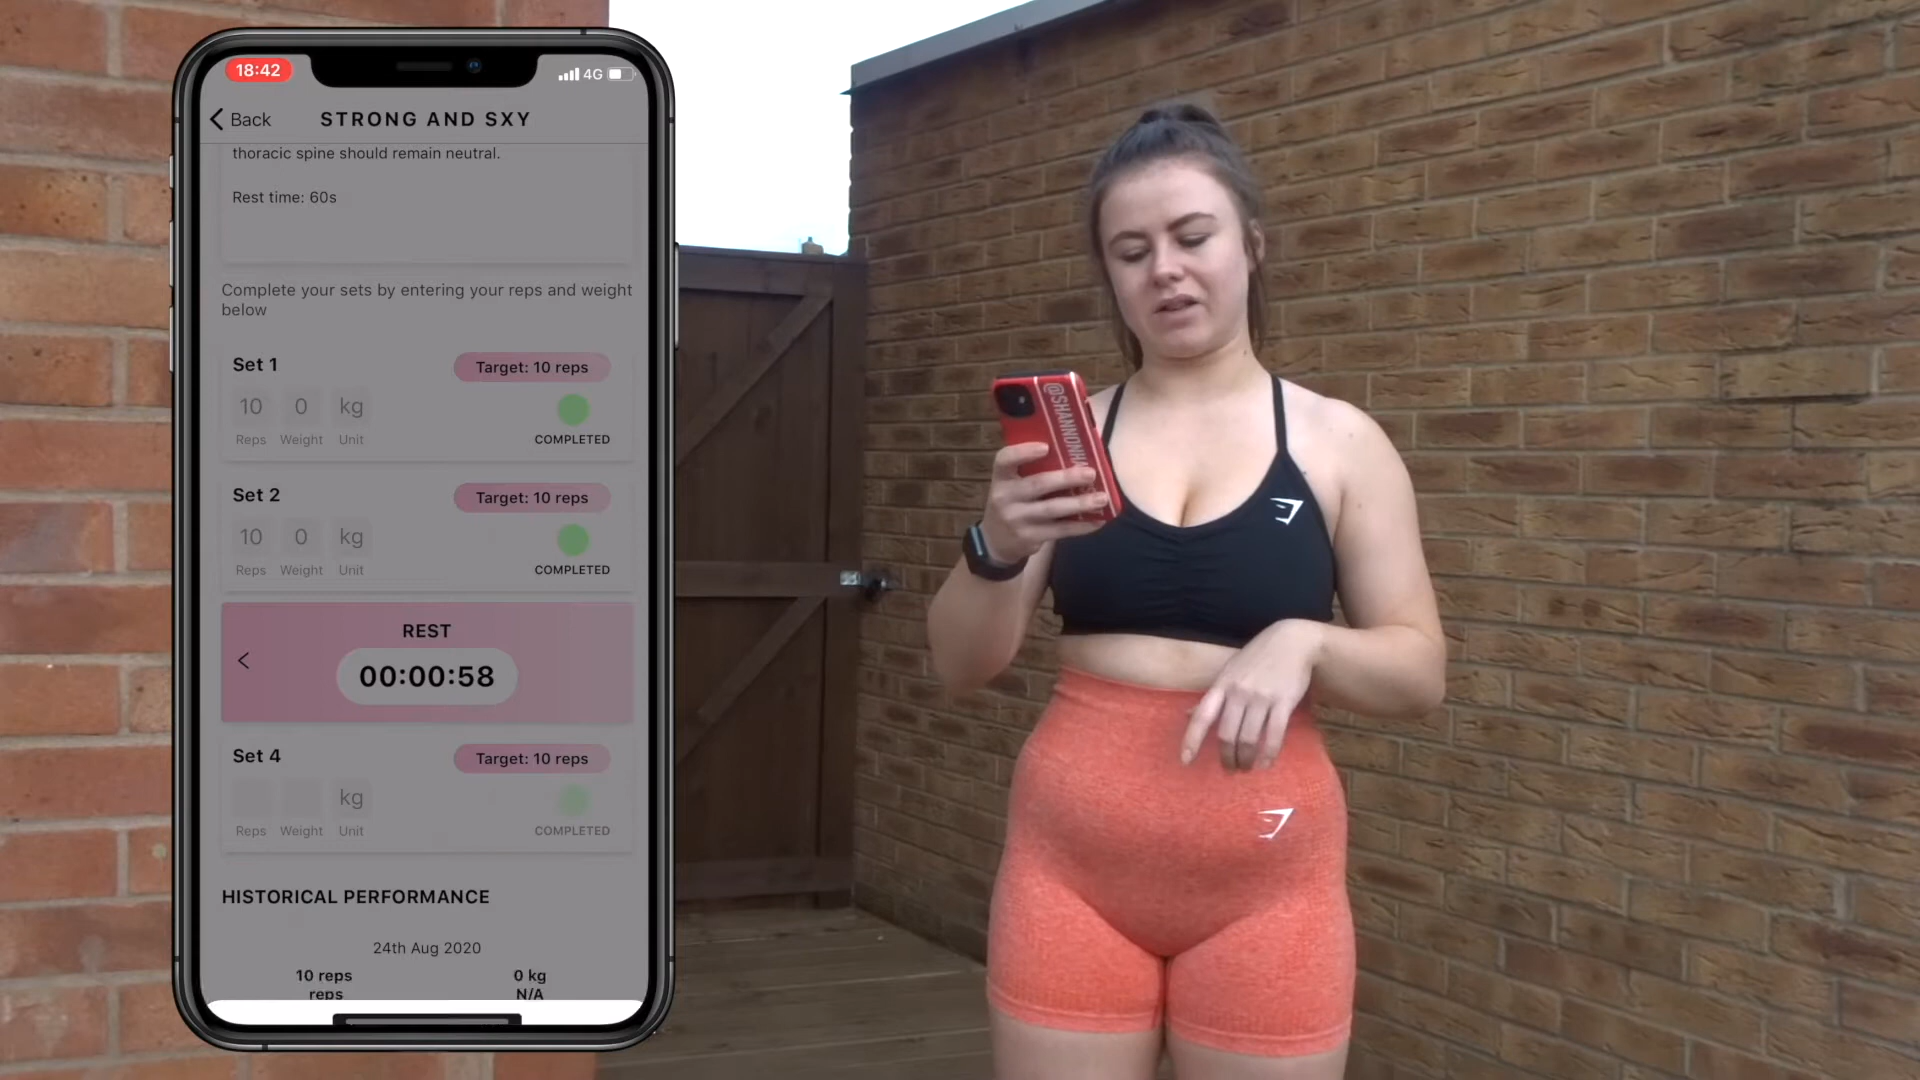 18:42
4G
Back
STRONG AND SXY
thoracic spine should remain neutral.
Rest time: 60s
Complete your sets by entering your reps and weight
below
Set 1
Target: 10 reps
10 0 kg
Reps Weight Unit
COMPLETED
Set 2
Target: 10 reps
10 0 kg
Reps Weight Unit
COMPLETED
REST
00:00:58
Set 4
Target: 10 reps
kg
Reps Weight Unit
COMPLETED
HISTORICAL PERFORMANCE
24th Aug 2020
10 reps 0 kg
reps N/A